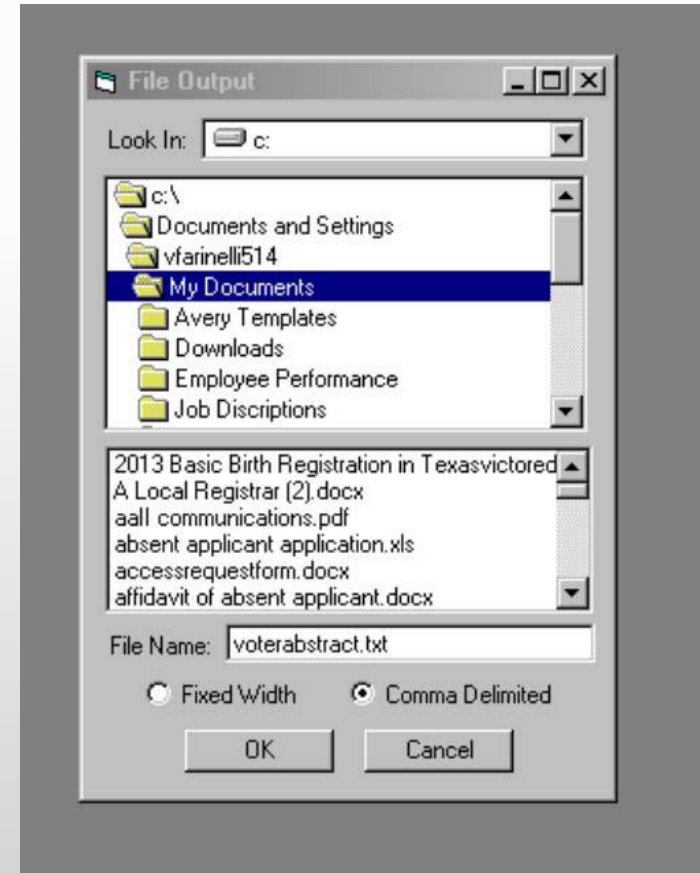 File Output
Look In: c:
c:\
Documents and Settings
vfarinelli514
My Documents
Avery Templates
Downloads
Employee Performance
Job Discriptions
2013 Basic Birth Registration in Texasvictored
A Local Registrar (2).docx
aall communications.pdf
absent applicant application.xls
accessrequestform.docx
affidavit of absent applicant.docx
File Name: voterabstract.txt
Fixed Width Comma Delimited
OK Cancel